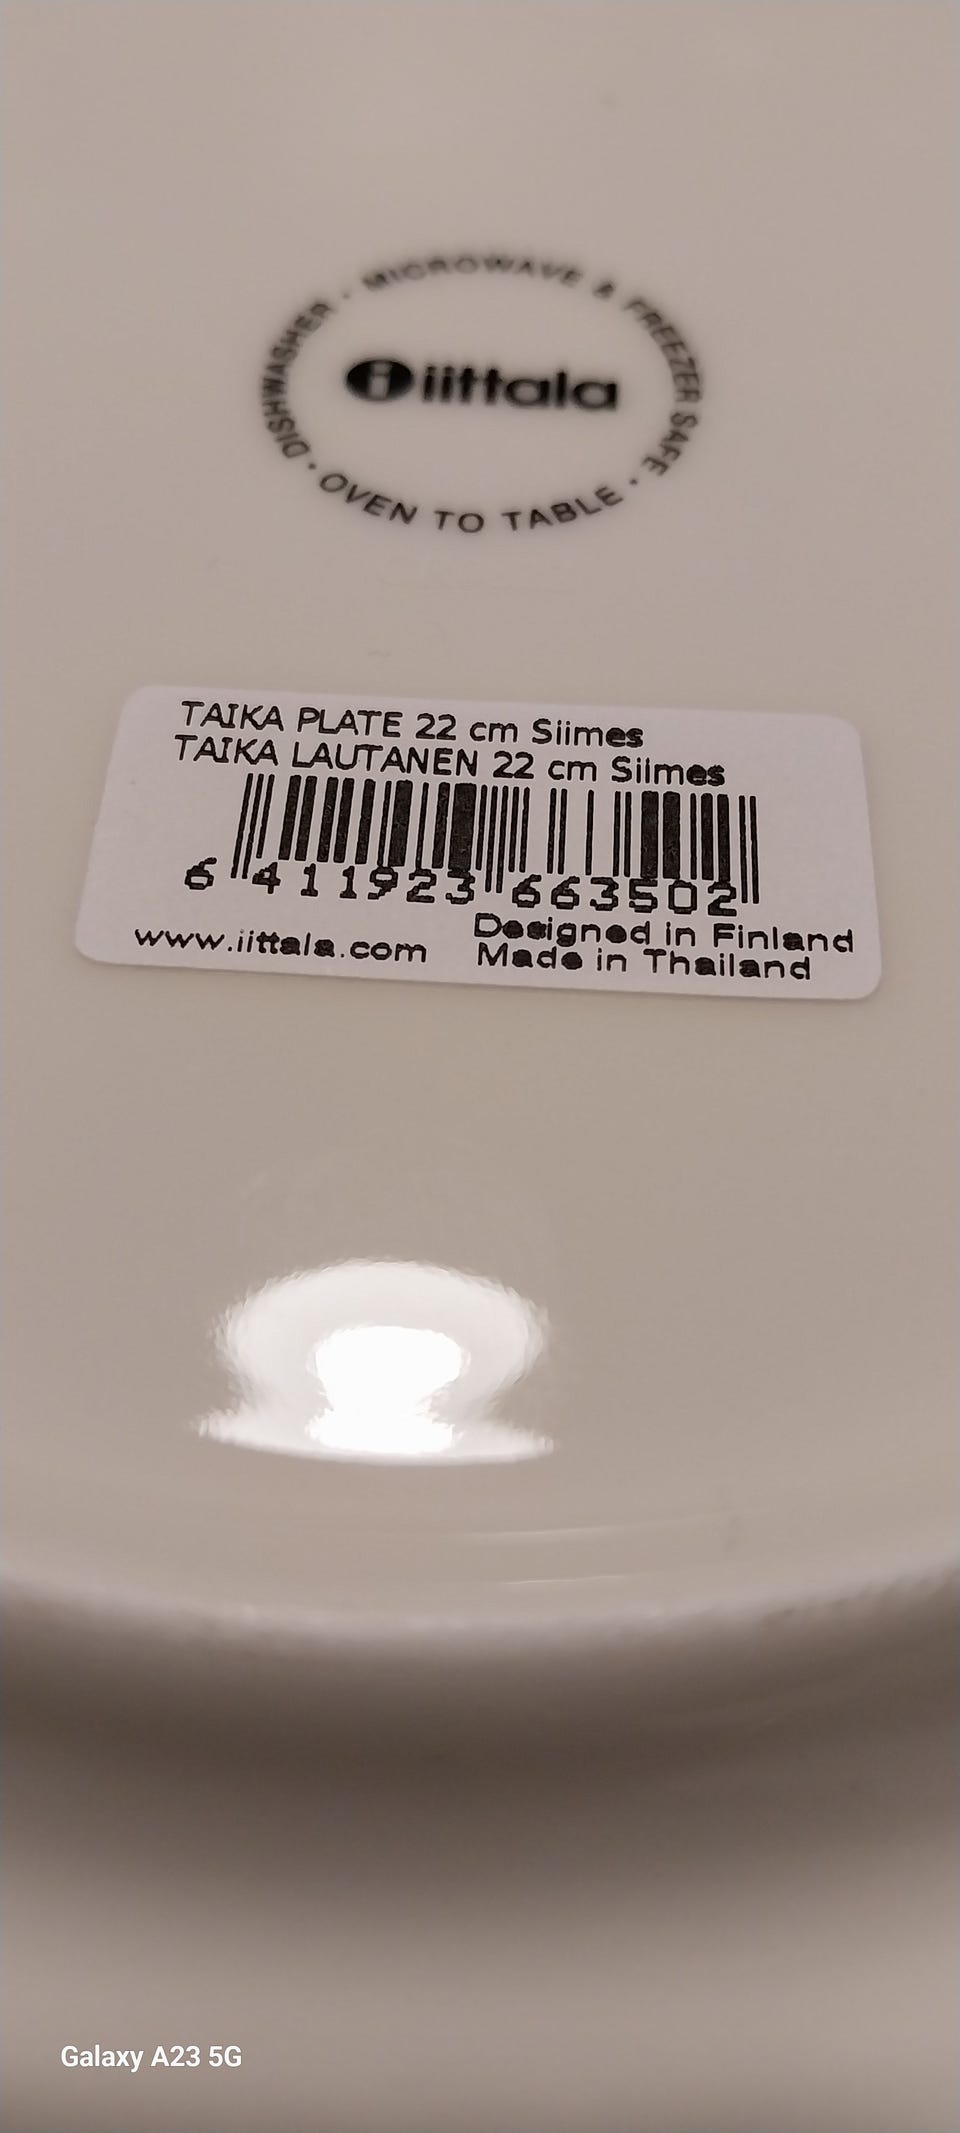 DISHWASHER · MICROWAVE & FREEZER SAFE ·
iittala
OVEN TO TABLE ·
TAIKA PLATE 22 cm Siimes
TAIKA LAUTANEN 22 cm Siimes
6 411923 663502
www.iittala.com
Designed in Finland
Made in Thailand
Galaxy A23 5G